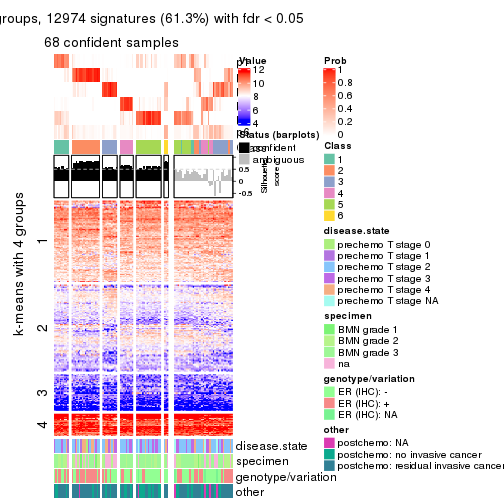 groups, 12974 signatures (61.3%) with fdr < 0.05
68 confident samples
Value
12
10
8
6
4
Status (barplots)
confident
ambiguous
0.5
0
-0.5
Silhouette
score
k-means with 4 groups
1
2
3
4
disease.state
specimen
genotype/variation
other
Prob
1
0.8
0.6
0.4
0.2
0
Class
1
2
3
4
5
6
disease.state
prechemo T stage 0
prechemo T stage 1
prechemo T stage 2
prechemo T stage 3
prechemo T stage 4
prechemo T stage NA
specimen
BMN grade 1
BMN grade 2
BMN grade 3
na
genotype/variation
ER (IHC): -
ER (IHC): +
ER (IHC): NA
other
postchemo: NA
postchemo: no invasive cancer
postchemo: residual invasive cancer